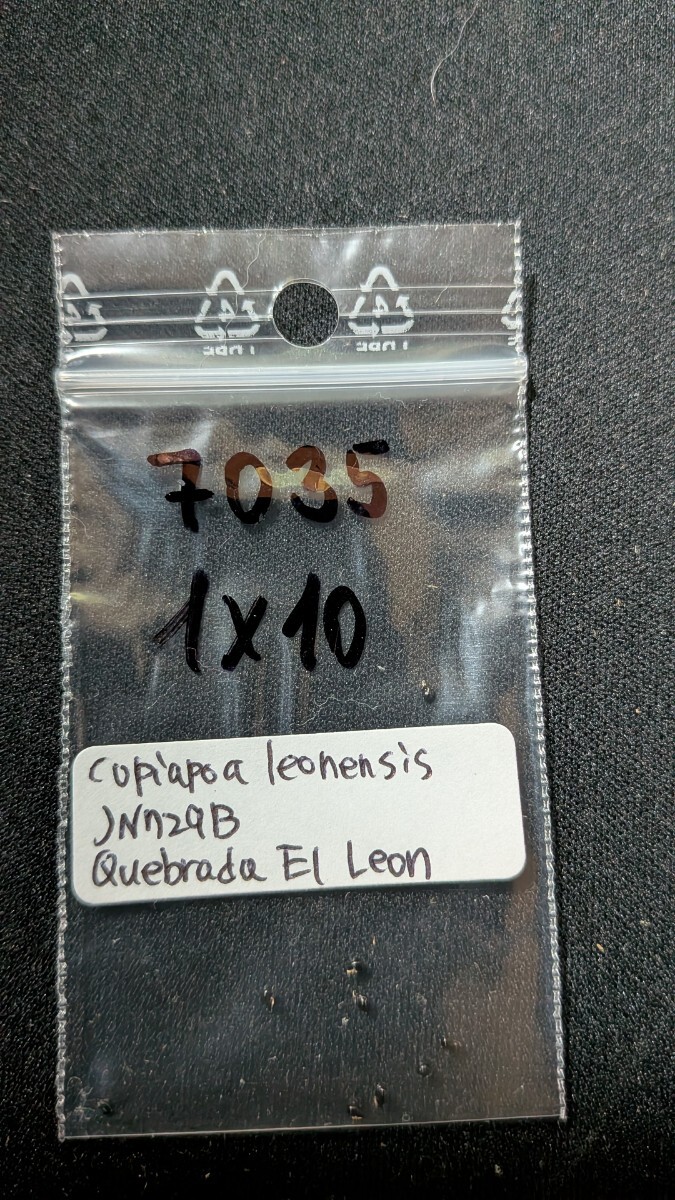 7035
1x10
copiapoa leonensis
JN729B
Quebrada El Leon